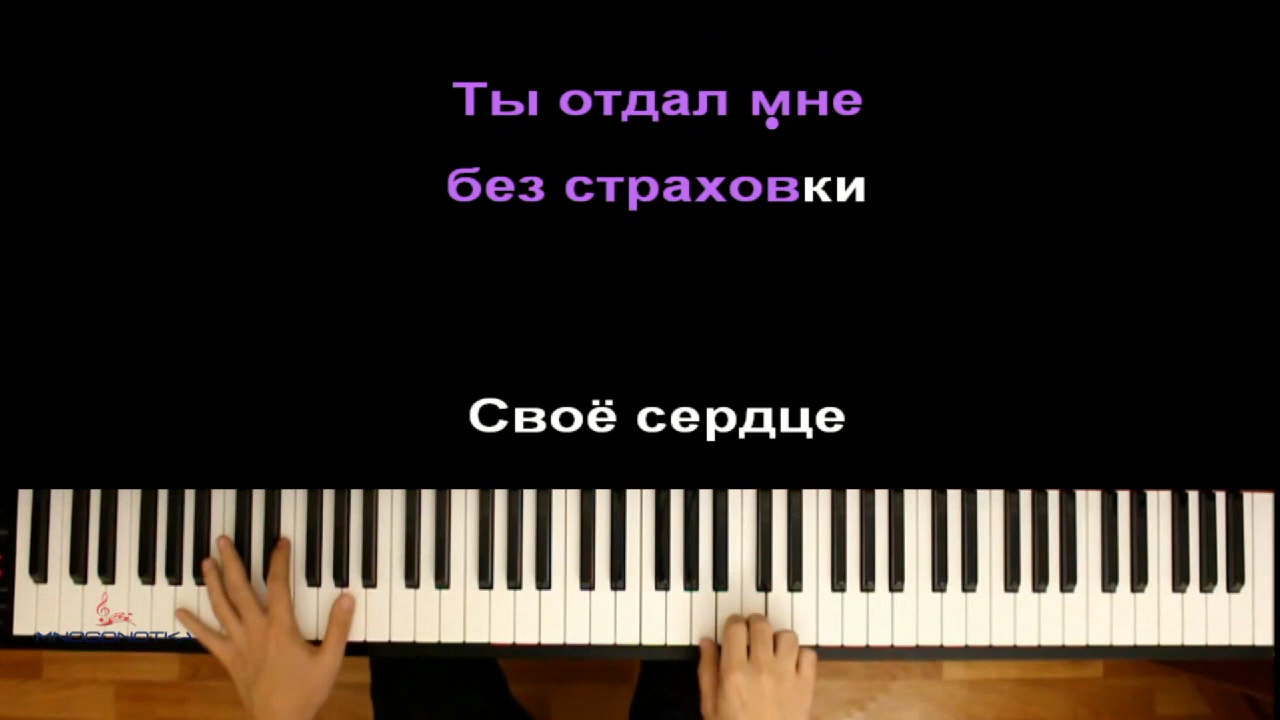 Ты отдал мне
без страховки
Своё сердце